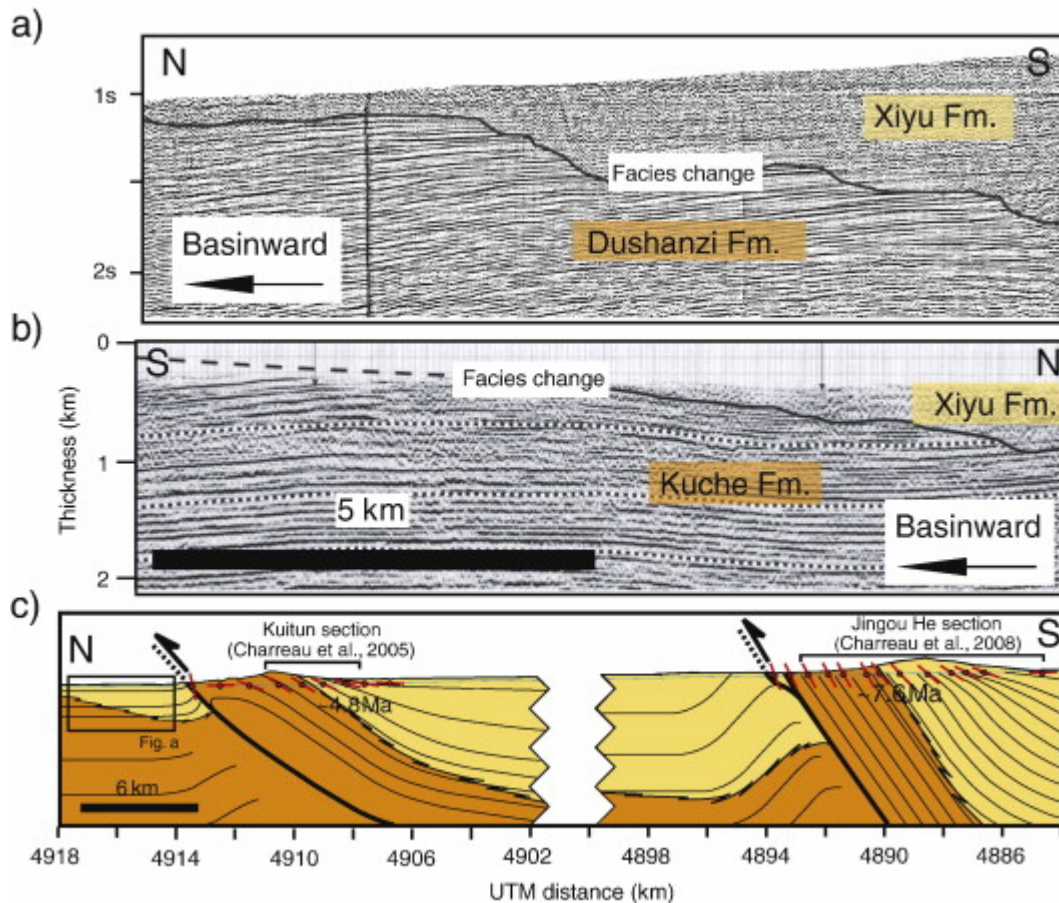 a)
N
S
1s
Xiyu Fm.
Facies change
Dushanzi Fm.
Basinward
2s
b)
0
S
N
Facies change
Xiyu Fm.
Thickness (km)
1
Kuche Fm.
5 km
Basinward
2
c)
N
Kuitun section
(Charreau et al., 2005)
Jingou He section
(Charreau et al., 2008)
S
~4.8Ma
~7.6Ma
Fig. a
6 km
4918 4914 4910 4906 4902 4898 4894 4890 4886
UTM distance (km)